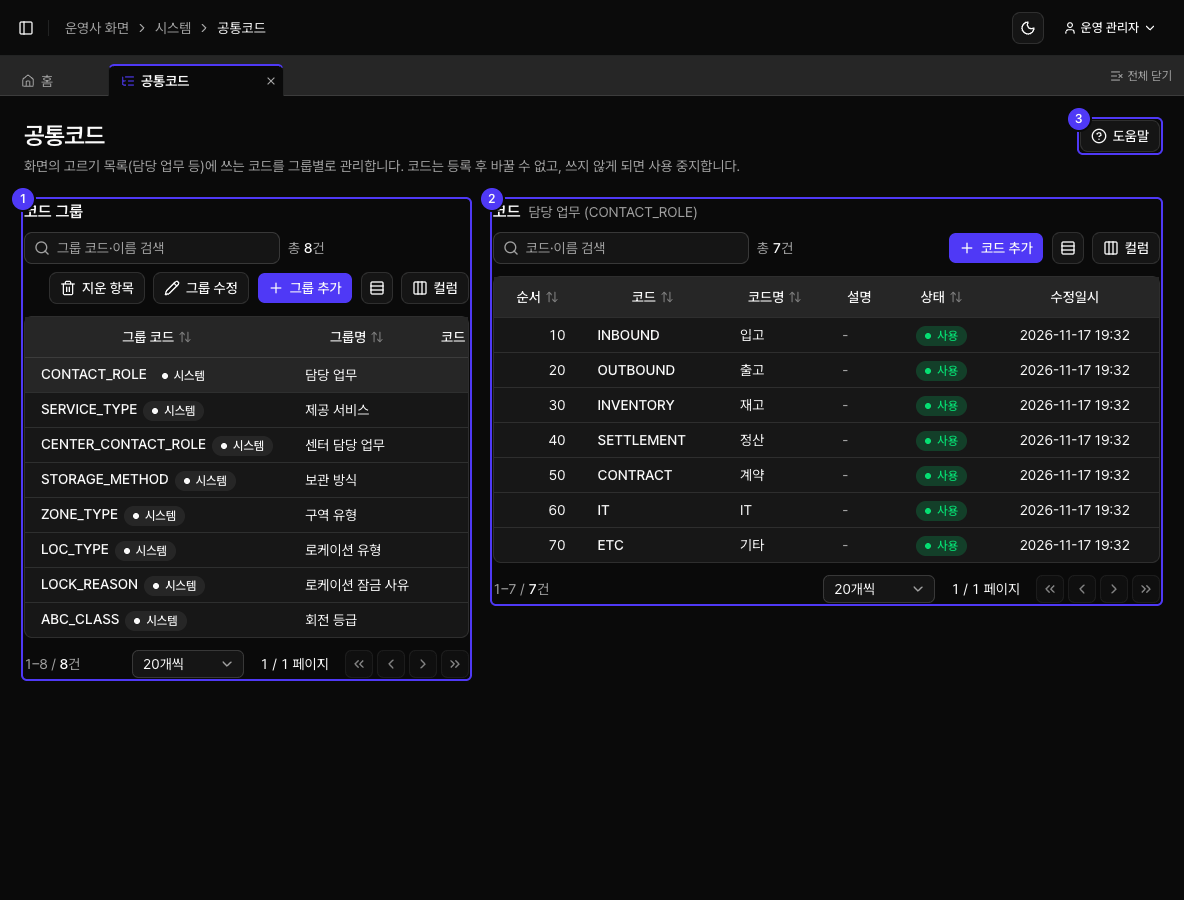 운영사 화면 > 시스템 > 공통코드
운영 관리자
홈
공통코드
전체 닫기
공통코드
3
도움말
화면의 고르기 목록(담당 업무 등)에 쓰는 코드를 그룹별로 관리합니다. 코드는 등록 후 바꿀 수 없고, 쓰지 않게 되면 사용 중지합니다.
1
코드 그룹
그룹 코드·이름 검색
총 8건
지운 항목
그룹 수정
그룹 추가
컬럼
그룹 코드 그룹명 코드
CONTACT_ROLE 시스템 담당 업무
SERVICE_TYPE 시스템 제공 서비스
CENTER_CONTACT_ROLE 시스템 센터 담당 업무
STORAGE_METHOD 시스템 보관 방식
ZONE_TYPE 시스템 구역 유형
LOC_TYPE 시스템 로케이션 유형
LOCK_REASON 시스템 로케이션 잠금 사유
ABC_CLASS 시스템 회전 등급
1–8 / 8건 20개씩 1 / 1 페이지
2
코드 담당 업무 (CONTACT_ROLE)
코드·이름 검색
총 7건
코드 추가
컬럼
순서 코드 코드명 설명 상태 수정일시
10 INBOUND 입고 - 사용 2026-11-17 19:32
20 OUTBOUND 출고 - 사용 2026-11-17 19:32
30 INVENTORY 재고 - 사용 2026-11-17 19:32
40 SETTLEMENT 정산 - 사용 2026-11-17 19:32
50 CONTRACT 계약 - 사용 2026-11-17 19:32
60 IT IT - 사용 2026-11-17 19:32
70 ETC 기타 - 사용 2026-11-17 19:32
1–7 / 7건 20개씩 1 / 1 페이지